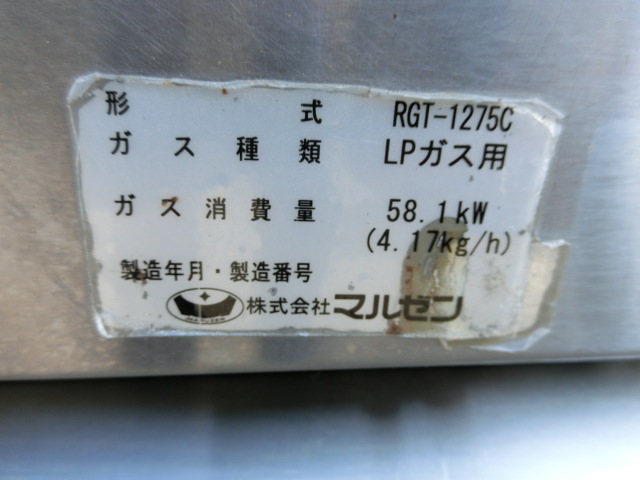 形 式 RGT-1275C
ガス種類 LPガス用
ガス消費量 58.1kW
(4.17kg/h)
製造年月・製造番号
株式会社 マルゼン